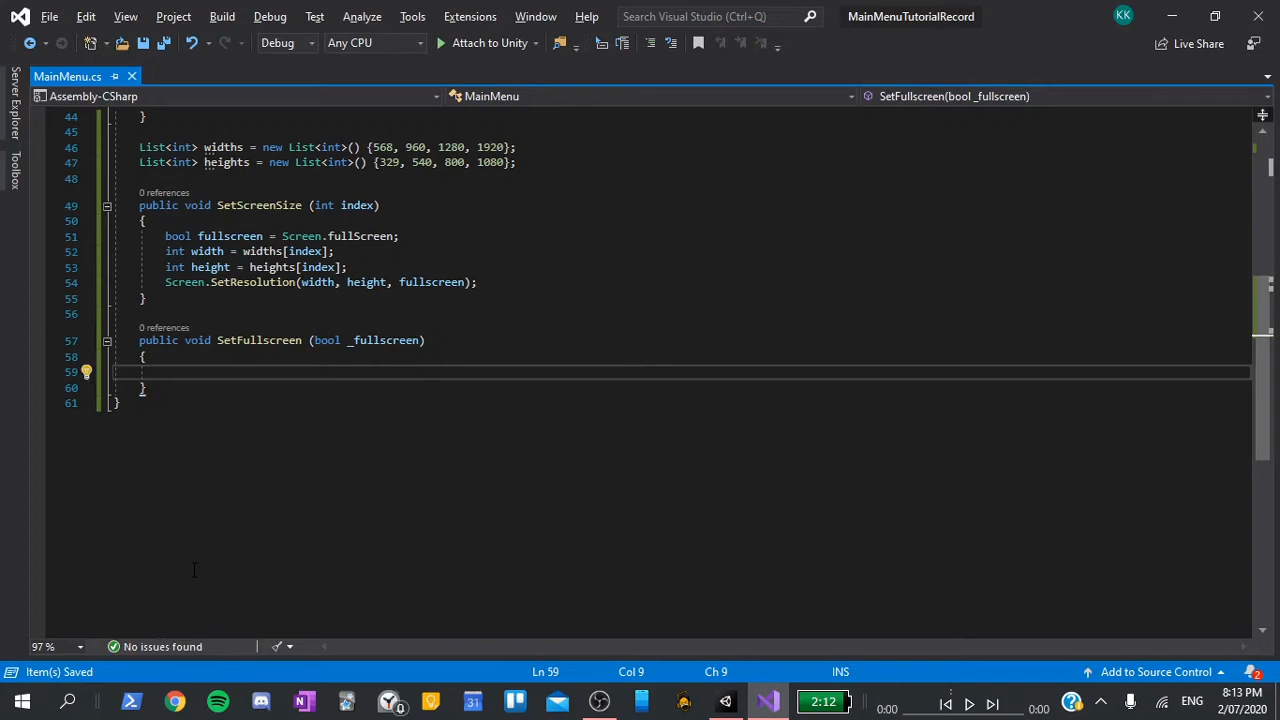 File Edit View Project Build Debug Test Analyze Tools Extensions Window Help Search Visual Studio (Ctrl+Q) MainMenuTutorialRecord KK
Debug Any CPU Attach to Unity Live Share
Server Explorer
Toolbox
MainMenu.cs
Assembly-CSharp MainMenu SetFullscreen(bool _fullscreen)
44 }
45
46 List<int> widths = new List<int>() {568, 960, 1280, 1920};
47 List<int> heights = new List<int>() {329, 540, 800, 1080};
48
0 references
49 public void SetScreenSize (int index)
50 {
51 bool fullscreen = Screen.fullScreen;
52 int width = widths[index];
53 int height = heights[index];
54 Screen.SetResolution(width, height, fullscreen);
55 }
56
0 references
57 public void SetFullscreen (bool _fullscreen)
58 {
59
60 }
61 }
97 % No issues found
Item(s) Saved Ln 59 Col 9 Ch 9 INS Add to Source Control 2
31 2:12 0:00 0:00 ENG 8:13 PM
2/07/2020